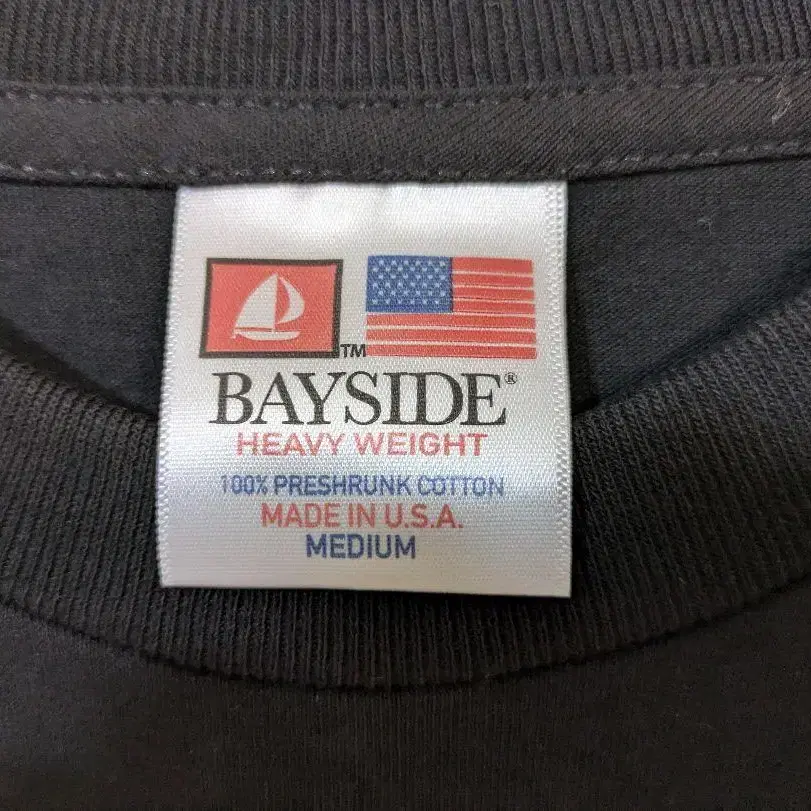 TM
BAYSIDE®
HEAVY WEIGHT
100% PRESHRUNK COTTON
MADE IN U.S.A.
MEDIUM